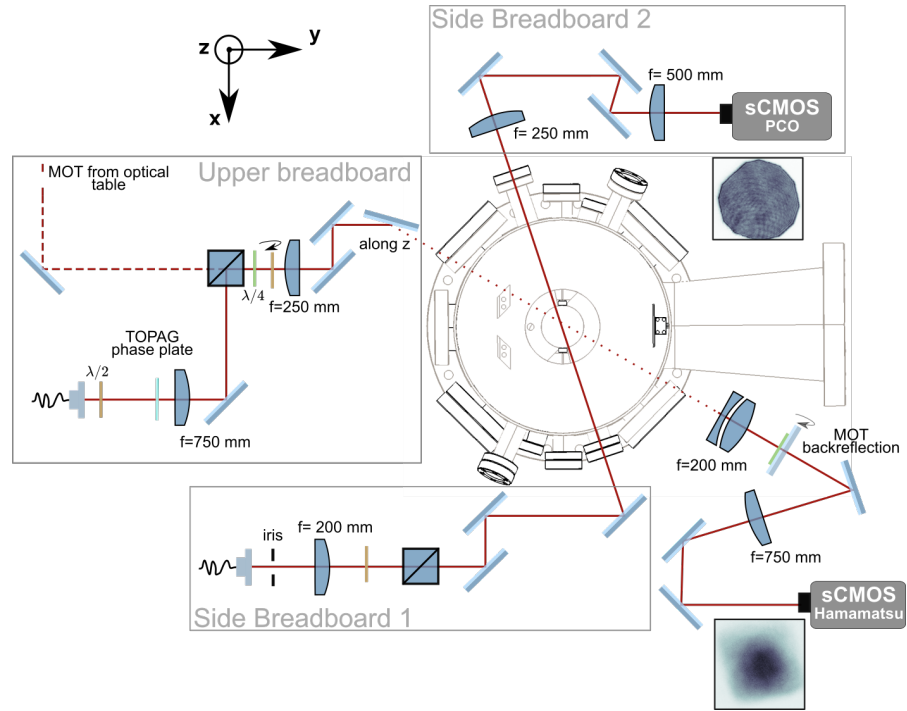 Side Breadboard 2
z
y
x
f= 500 mm
sCMOS
PCO
f= 250 mm
MOT from optical
table
Upper breadboard
along z
λ/4
f=250 mm
TOPAG
phase plate
λ/2
f=750 mm
MOT
backreflection
f=200 mm
iris
f= 200 mm
f=750 mm
sCMOS
Hamamatsu
Side Breadboard 1